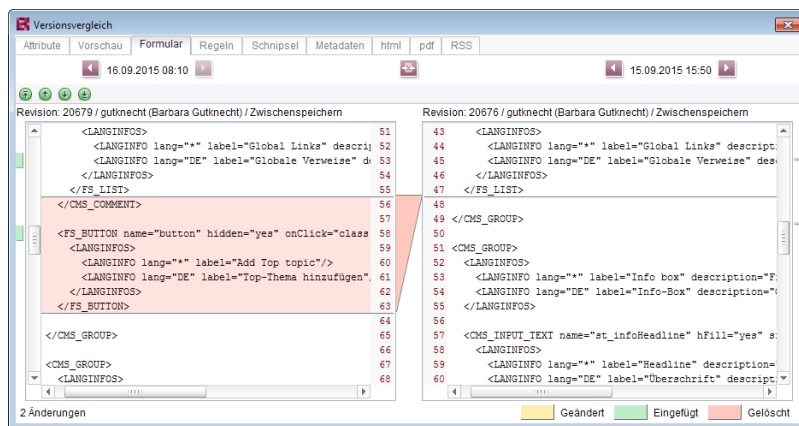 Versionsvergleich
Attribute Vorschau Formular Regeln Schnipsel Metadaten html pdf RSS
16.09.2015 08:10
15.09.2015 15:50
Revision: 20679 / gutknecht (Barbara Gutknecht) / Zwischenspeichern
<LANGINFOS> 51
<LANGINFO lang="*" label="Global Links" descrip 52
<LANGINFO lang="DE" label="Globale Verweise" de 53
</LANGINFOS> 54
</FS_LIST> 55
</CMS_COMMENT> 56
57
<FS_BUTTON name="button" hidden="yes" onClick="class 58
<LANGINFOS> 59
<LANGINFO lang="*" label="Add Top topic"/> 60
<LANGINFO lang="DE" label="Top-Thema hinzufügen" 61
</LANGINFOS> 62
</FS_BUTTON> 63
64
</CMS_GROUP> 65
66
<CMS_GROUP> 67
<LANGINFOS> 68
Revision: 20676 / gutknecht (Barbara Gutknecht) / Zwischenspeichern
43 <LANGINFOS>
44 <LANGINFO lang="*" label="Global Links" descript
45 <LANGINFO lang="DE" label="Globale Verweise" des
46 </LANGINFOS>
47 </FS_LIST>
48
49 </CMS_GROUP>
50
51 <CMS_GROUP>
52 <LANGINFOS>
53 <LANGINFO lang="*" label="Info box" description="F
54 <LANGINFO lang="DE" label="Info-Box" description="
55 </LANGINFOS>
56
57 <CMS_INPUT_TEXT name="st_infoHeadline" hFill="yes" s
58 <LANGINFOS>
59 <LANGINFO lang="*" label="Headline" description="
60 <LANGINFO lang="DE" label="Überschrift" descript
2 Änderungen
Geändert Eingefügt Gelöscht